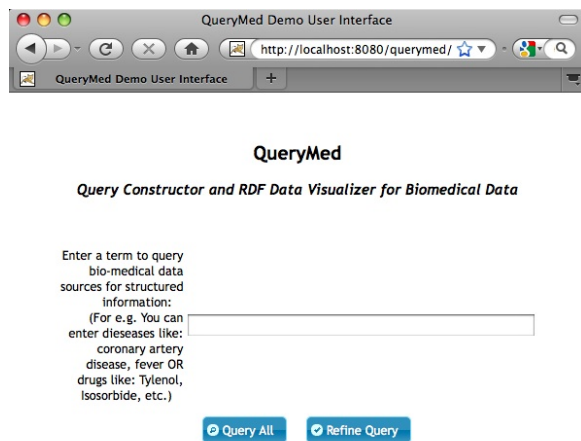 QueryMed Demo User Interface
http://localhost:8080/querymed/
QueryMed Demo User Interface
+
QueryMed
Query Constructor and RDF Data Visualizer for Biomedical Data
Enter a term to query
bio-medical data
sources for structured
information:
(For e.g. You can
enter dieseases like:
coronary artery
disease, fever OR
drugs like: Tylenol,
Isosorbide, etc.)
Query All
Refine Query